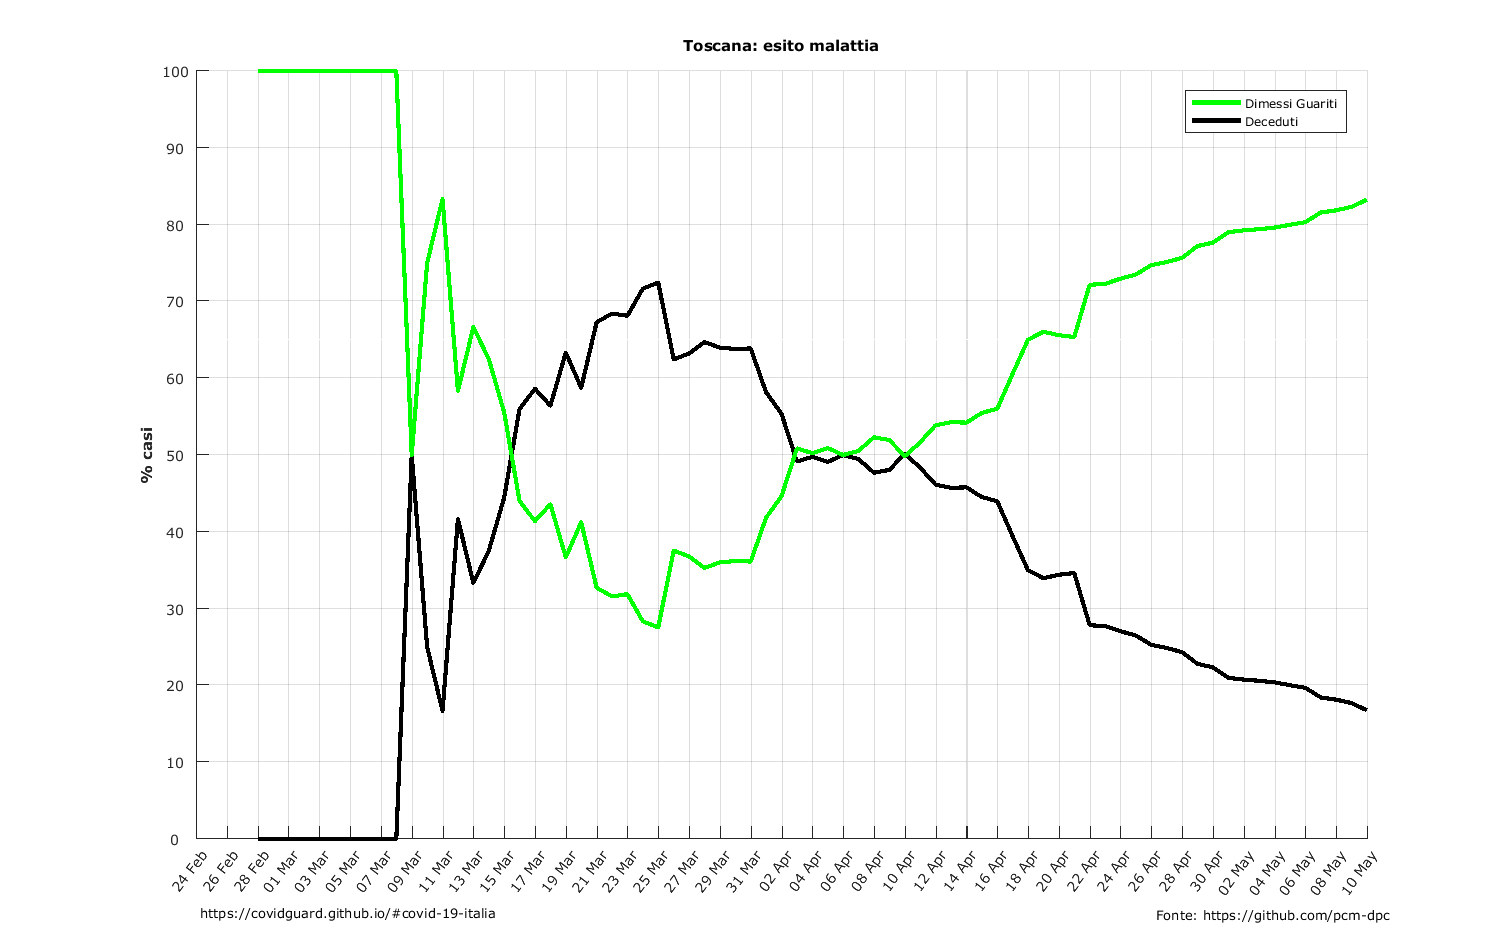 Toscana: esito malattia
Dimessi Guariti
Deceduti
% casi
100
90
80
70
60
50
40
30
20
10
0
24 Feb
26 Feb
28 Feb
01 Mar
03 Mar
05 Mar
07 Mar
09 Mar
11 Mar
13 Mar
15 Mar
17 Mar
19 Mar
21 Mar
23 Mar
25 Mar
27 Mar
29 Mar
31 Mar
02 Apr
04 Apr
06 Apr
08 Apr
10 Apr
12 Apr
14 Apr
16 Apr
18 Apr
20 Apr
22 Apr
24 Apr
26 Apr
28 Apr
30 Apr
02 May
04 May
06 May
08 May
10 May
https://covidguard.github.io/#covid-19-italia
Fonte: https://github.com/pcm-dpc